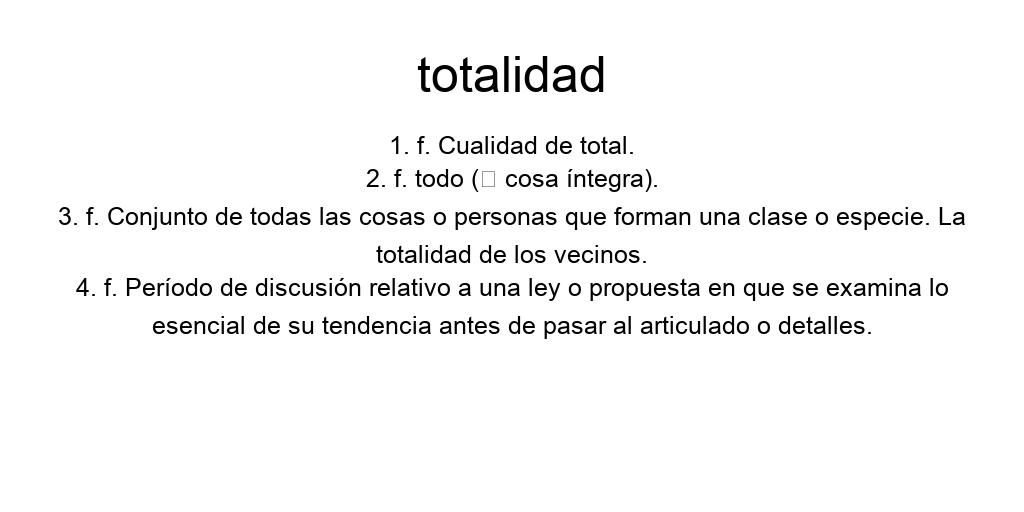 totalidad
1. f. Cualidad de total.
2. f. todo (□ cosa íntegra).
3. f. Conjunto de todas las cosas o personas que forman una clase o especie. La
totalidad de los vecinos.
4. f. Período de discusión relativo a una ley o propuesta en que se examina lo
esencial de su tendencia antes de pasar al articulado o detalles.